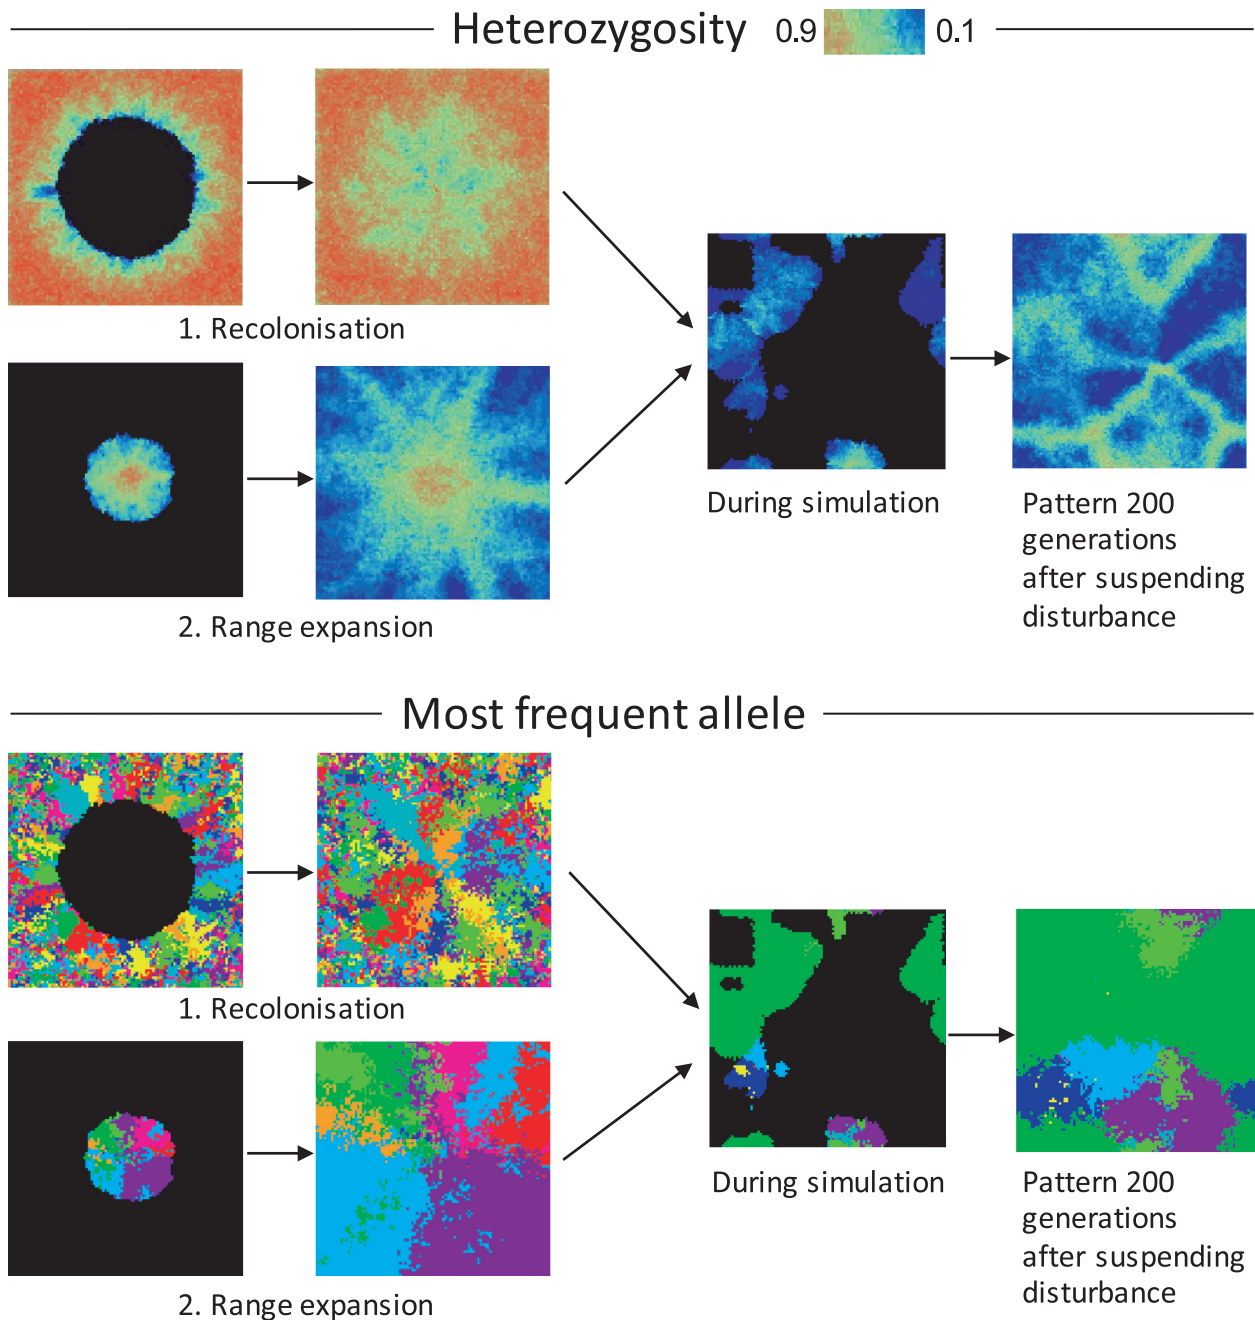 Heterozygosity 0.9 0.1
1. Recolonisation
2. Range expansion
During simulation
Pattern 200
generations
after suspending
disturbance
Most frequent allele
1. Recolonisation
2. Range expansion
During simulation
Pattern 200
generations
after suspending
disturbance